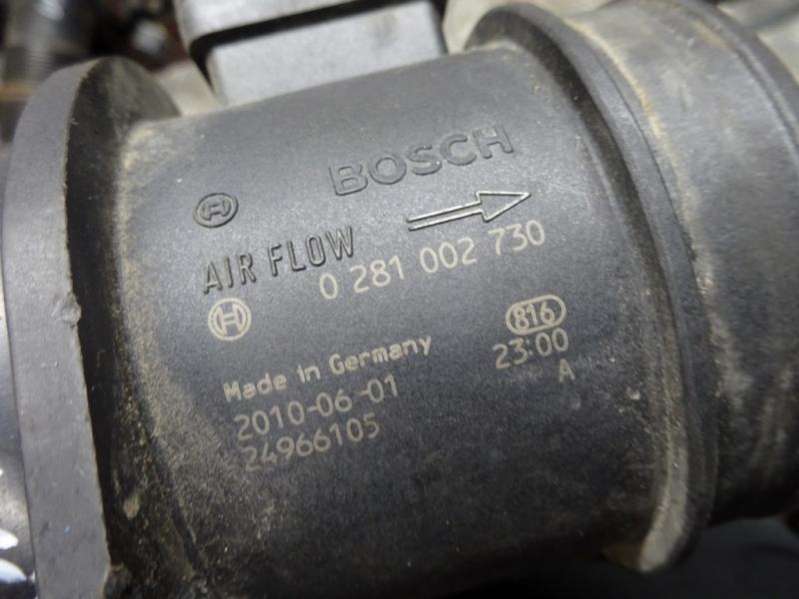 BOSCH
AIR FLOW
0 281 002 730
Made in Germany
816
2010-06-01
23:00
24966105
A